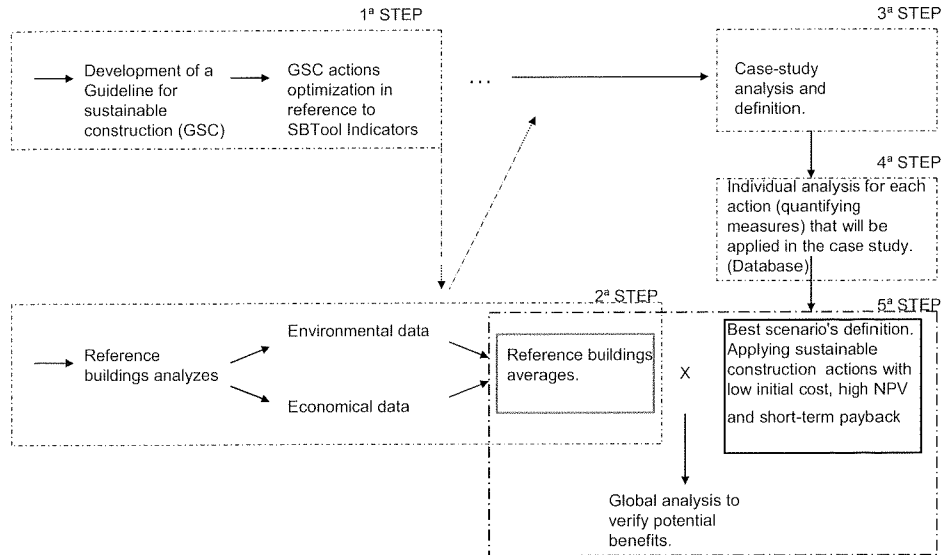 1ª STEP
Development of a
Guideline for
sustainable
construction (GSC)
GSC actions
optimization in
reference to
SBTool Indicators
...
3ª STEP
Case-study
analysis and
definition.
4ª STEP
Individual analysis for each
action (quantifying
measures) that will be
applied in the case study.
(Database)
2ª STEP
Reference
buildings analyzes
Environmental data
Economical data
Reference buildings
averages.
X
5ª STEP
Best scenario's definition.
Applying sustainable
construction actions with
low initial cost, high NPV
and short-term payback
Global analysis to
verify potential
benefits.